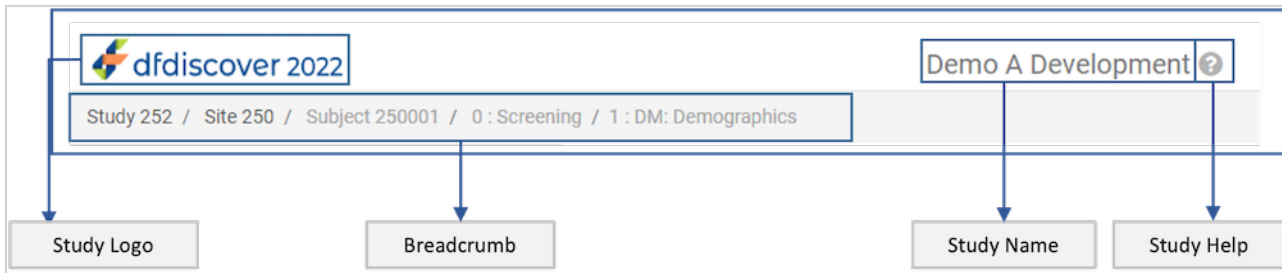 dfdiscover 2022
Demo A Development ?
Study 252 / Site 250 / Subject 250001 / 0 : Screening / 1 : DM: Demographics
Study Logo
Breadcrumb
Study Name
Study Help